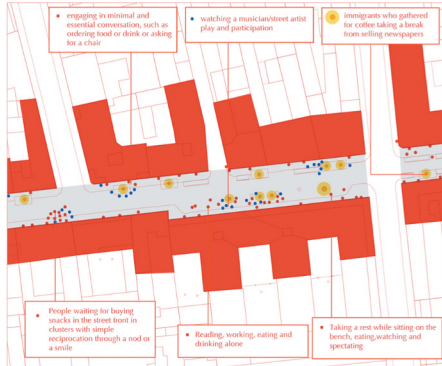 engaging in minimal and
essential conversation, such as
ordering food or drink or asking
for a chair
watching a musician/street artist
play and participation
immigrants who gathered
for coffee taking a break
from selling newspapers
People waiting for buying
snacks in the street front in
clusters with simple
reciprocation through a nod or
a smile
Reading, working, eating and
drinking alone
Taking a rest while sitting on the
bench, eating,watching and
spectating